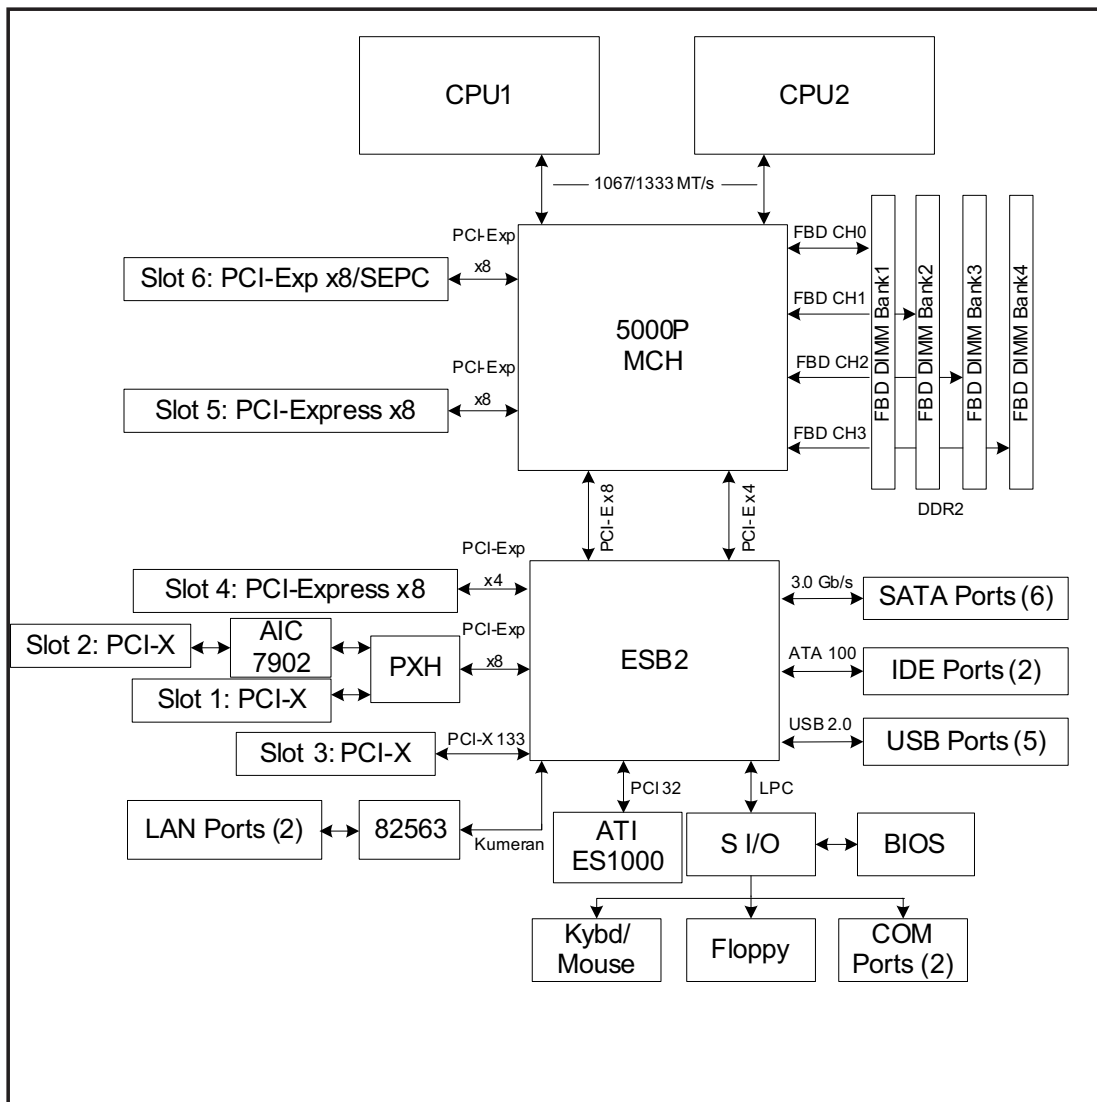 CPU1
CPU2
1067/1333 MT/s
PCI-Exp
x8
Slot 6: PCI-Exp x8/SEPC
5000P
MCH
PCI-Exp
x8
Slot 5: PCI-Express x8
FBD CH0
FBD CH1
FBD CH2
FBD CH3
FBD DIMM Bank1
FBD DIMM Bank2
FBD DIMM Bank3
FBD DIMM Bank4
DDR2
PCI-E x8
PCI-E x4
PCI-Exp
x4
Slot 4: PCI-Express x8
Slot 2: PCI-X
AIC
7902
PXH
PCI-Exp
x8
Slot 1: PCI-X
ESB2
3.0 Gb/s
SATA Ports (6)
ATA 100
IDE Ports (2)
USB 2.0
USB Ports (5)
Slot 3: PCI-X
PCI-X 133
LAN Ports (2)
82563
Kumeran
PCI 32
ATI
ES1000
LPC
S I/O
BIOS
Kybd/
Mouse
Floppy
COM
Ports (2)